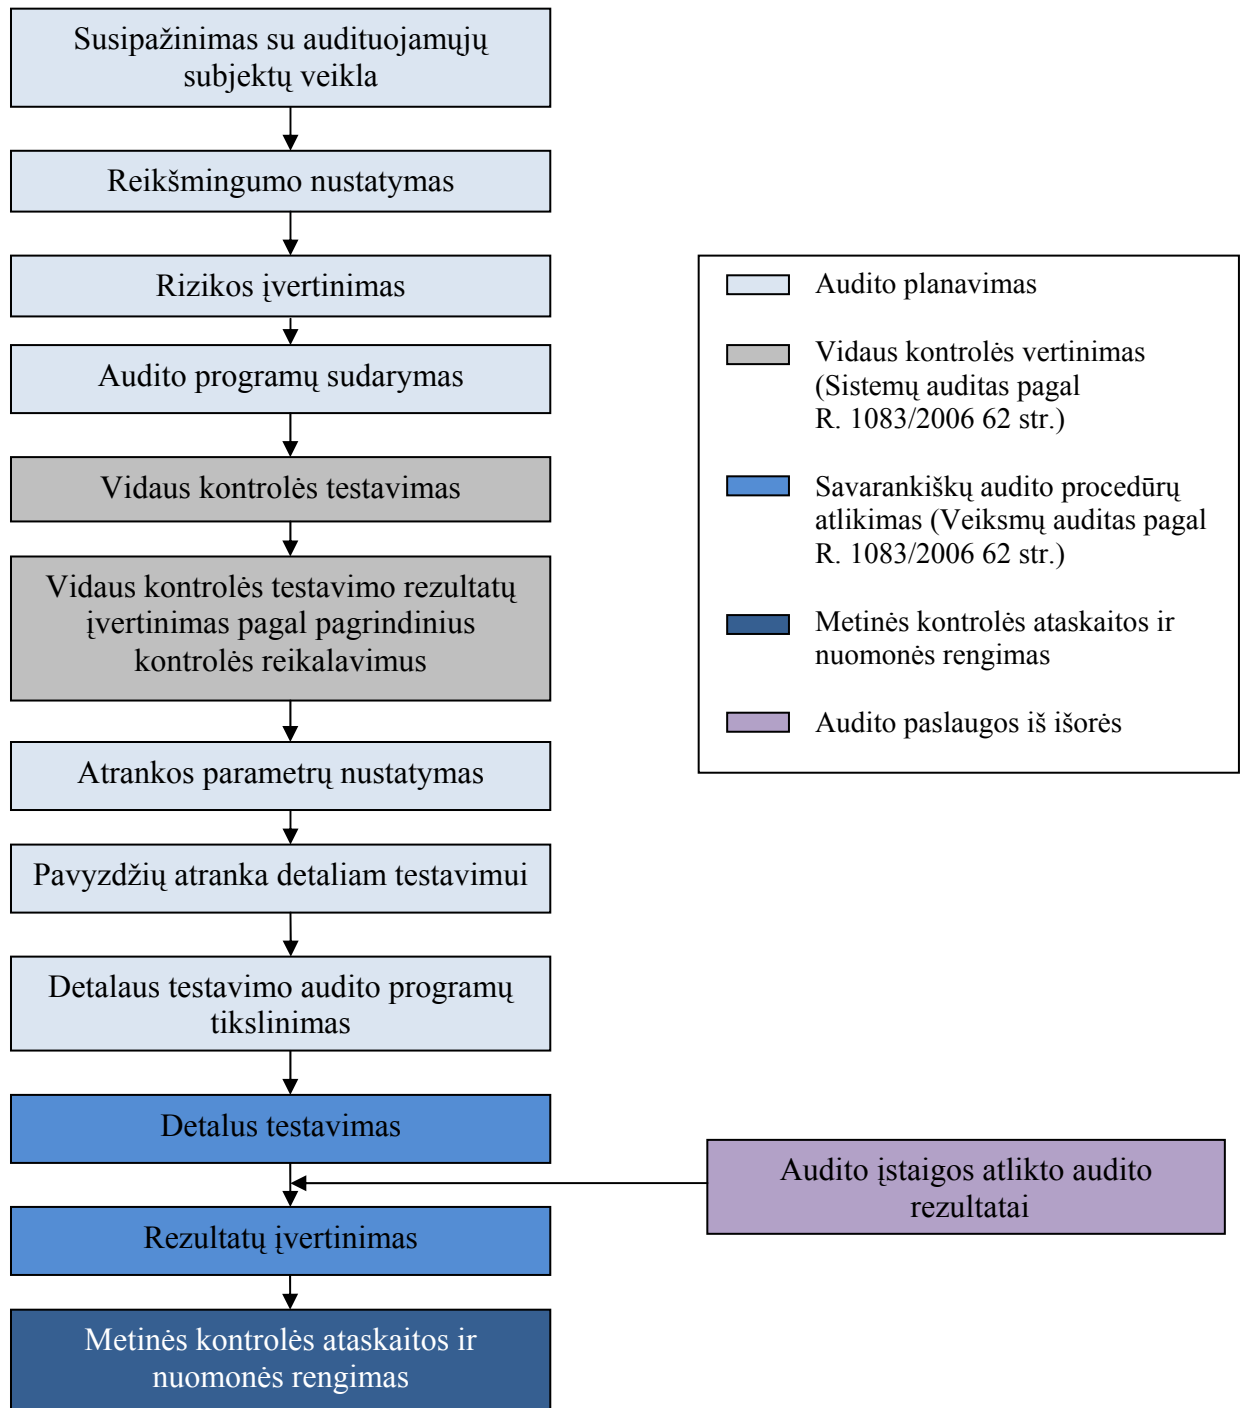 Susipažinimas su audituojamųjų
subjektų veikla
Reikšmingumo nustatymas
Rizikos įvertinimas
Audito programų sudarymas
Vidaus kontrolės testavimas
Vidaus kontrolės testavimo rezultatų
įvertinimas pagal pagrindinius
kontrolės reikalavimus
Atrankos parametrų nustatymas
Pavyzdžių atranka detaliam testavimui
Detalaus testavimo audito programų
tikslinimas
Detalus testavimas
Audito įstaigos atlikto audito
rezultatai
Rezultatų įvertinimas
Metinės kontrolės ataskaitos ir
nuomonės rengimas
Audito planavimas
Vidaus kontrolės vertinimas
(Sistemų auditas pagal
R. 1083/2006 62 str.)
Savarankiškų audito procedūrų
atlikimas (Veiksmų auditas pagal
R. 1083/2006 62 str.)
Metinės kontrolės ataskaitos ir
nuomonės rengimas
Audito paslaugos iš išorės